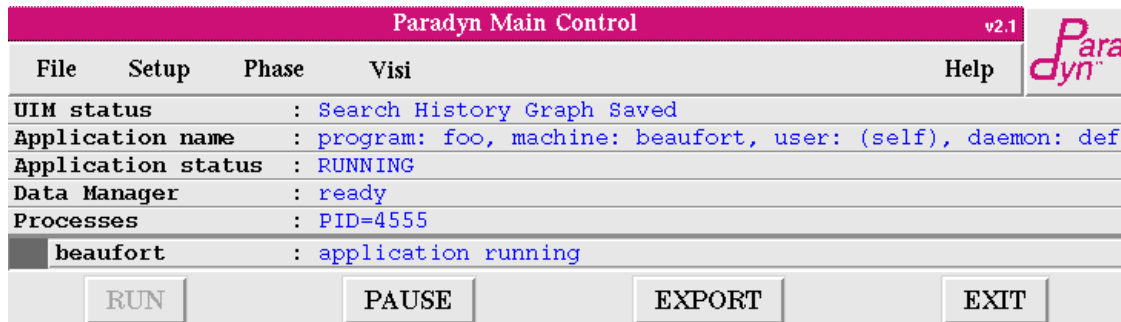 Paradyn Main Control v2.1
Paradyn™
File Setup Phase Visi Help
UIM status : Search History Graph Saved
Application name : program: foo, machine: beaufort, user: (self), daemon: def
Application status : RUNNING
Data Manager : ready
Processes : PID=4555
beaufort : application running
RUN PAUSE EXPORT EXIT